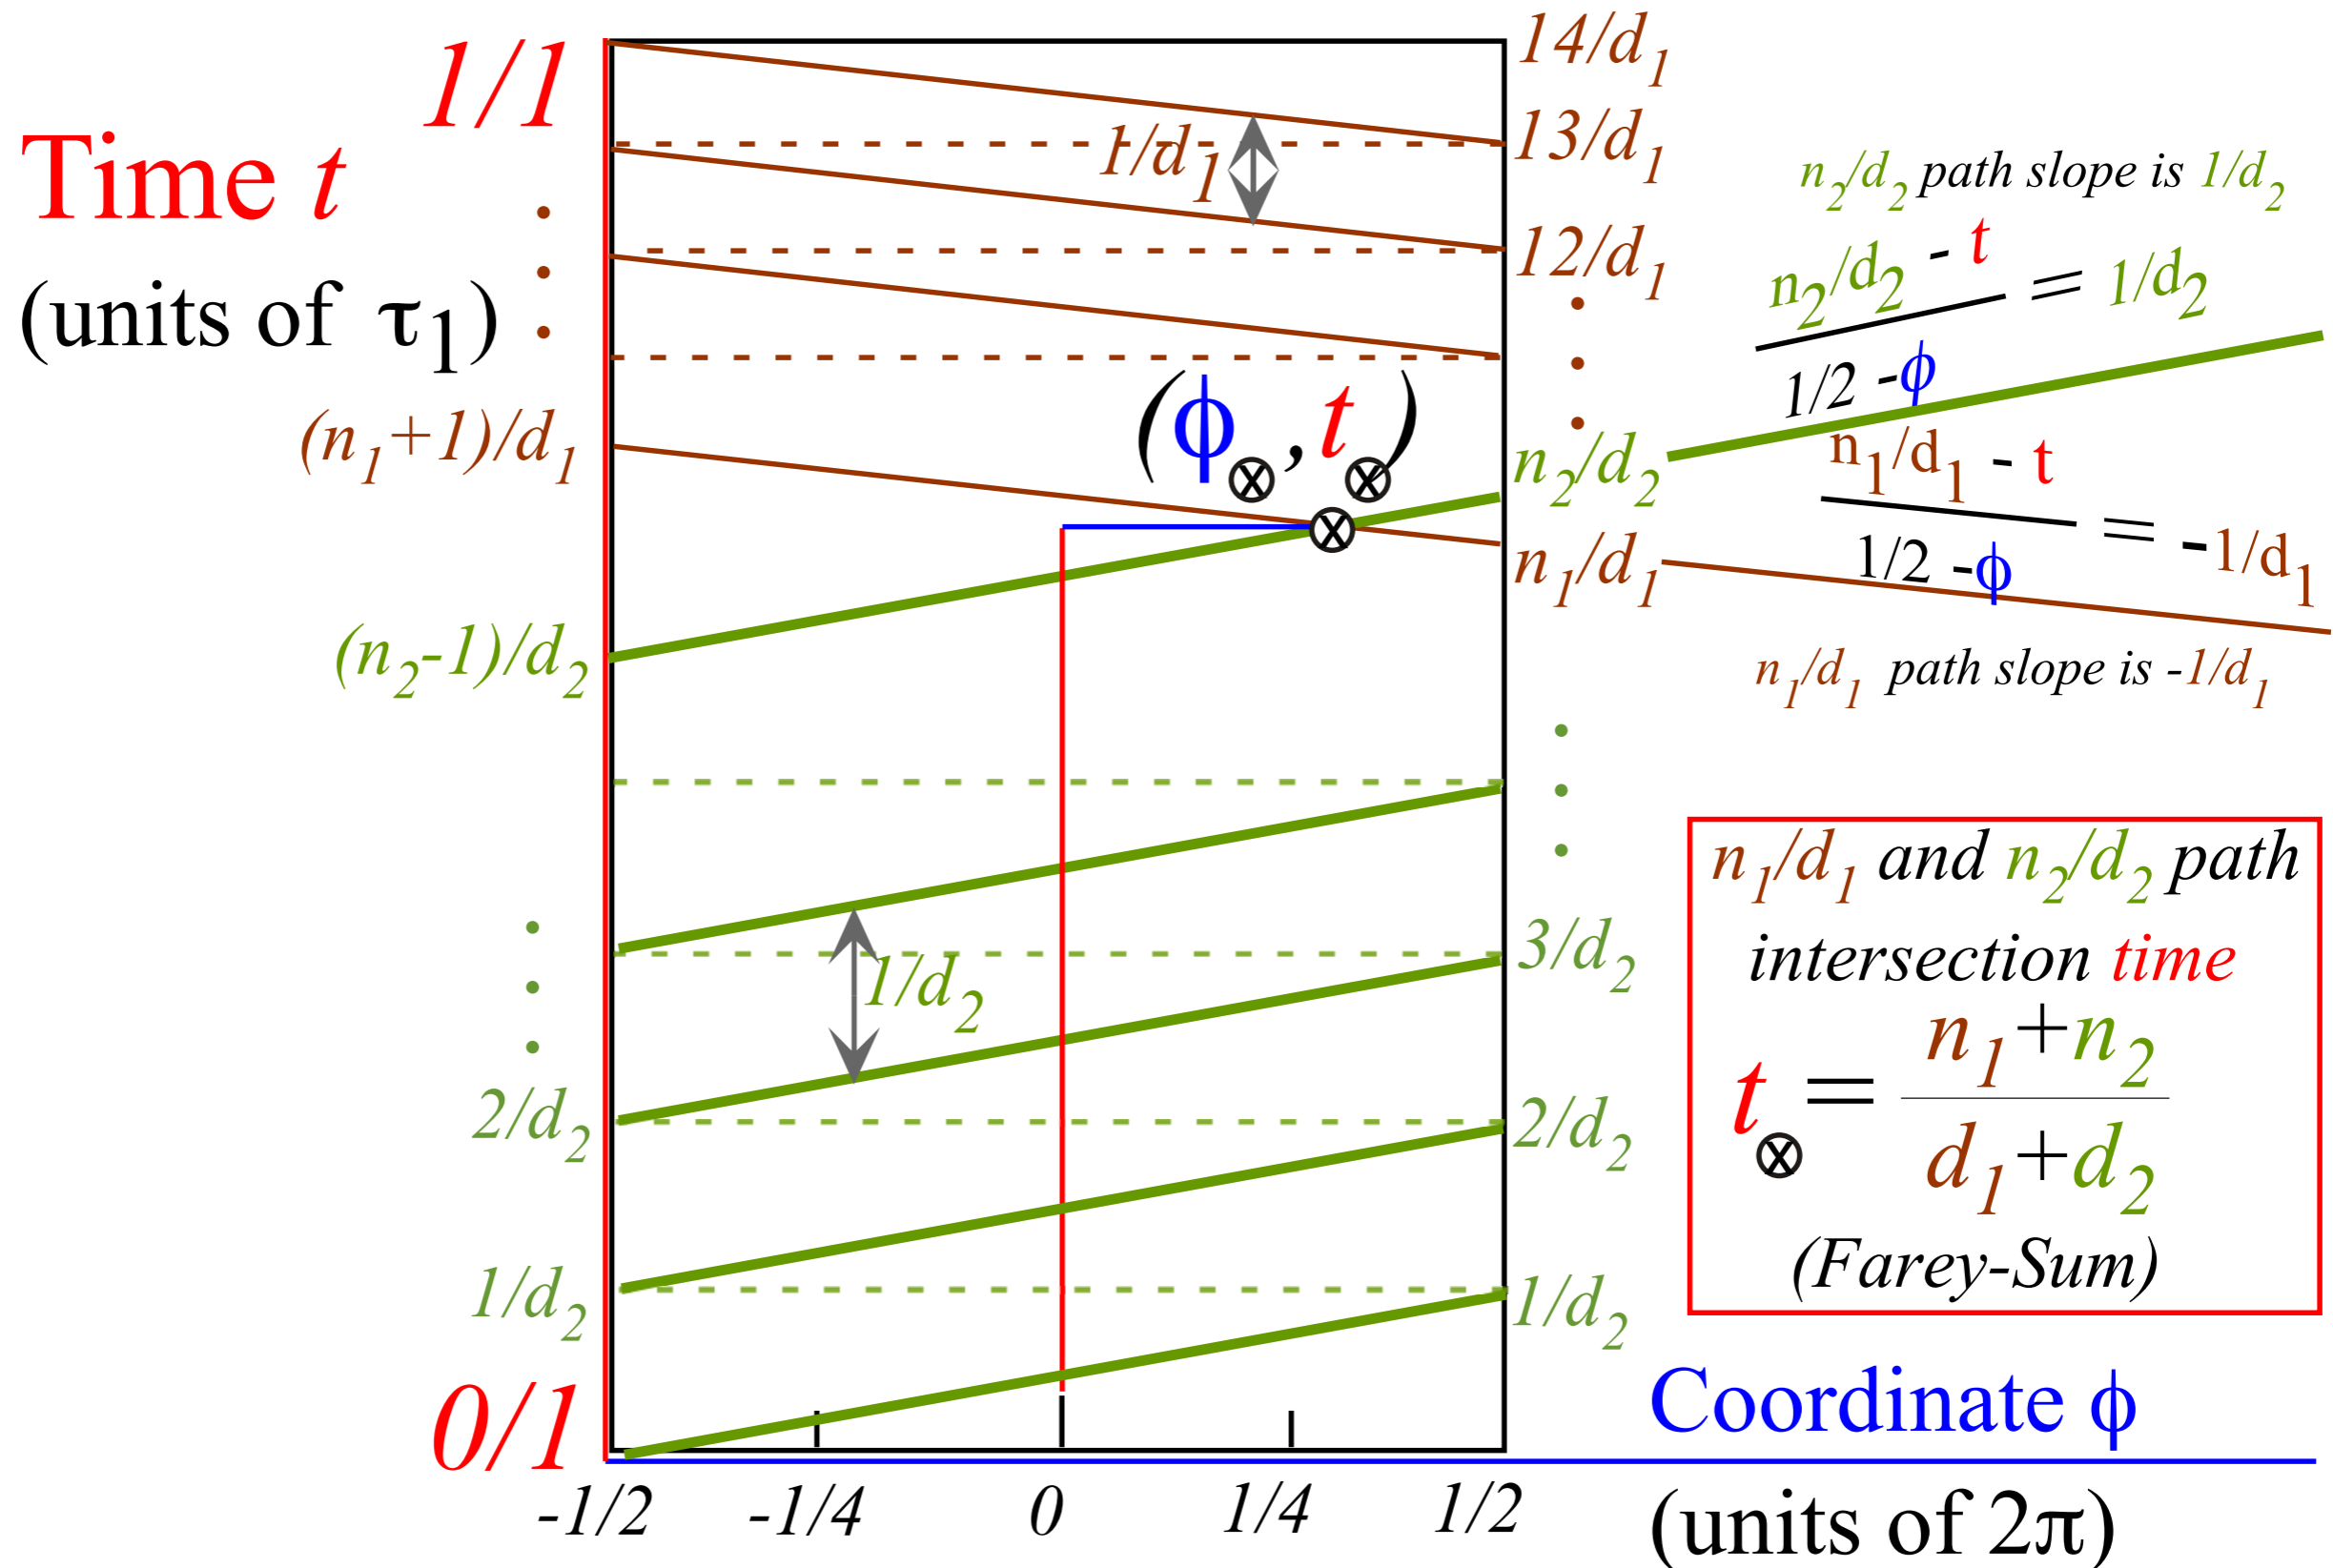 1/1
Time t
(units of τ1)
(n1+1)/d1
(n2-1)/d2
2/d2
1/d2
0/1
1/d1
(ϕ⊗,t⊗)
1/d2
14/d1
13/d1
12/d1
n2/d2
n1/d1
3/d2
2/d2
1/d2
n2/d2 path slope is 1/d2
n2/d2 - t
= 1/d2
1/2 -ϕ
n1/d1 - t
= -1/d1
1/2 -ϕ
n1/d1 path slope is -1/d1
n1/d1 and n2/d2 path
intersection time
n1+n2
t⊗ =
d1+d2
(Farey-Sum)
Coordinate ϕ
(units of 2π)
-1/2 -1/4 0 1/4 1/2